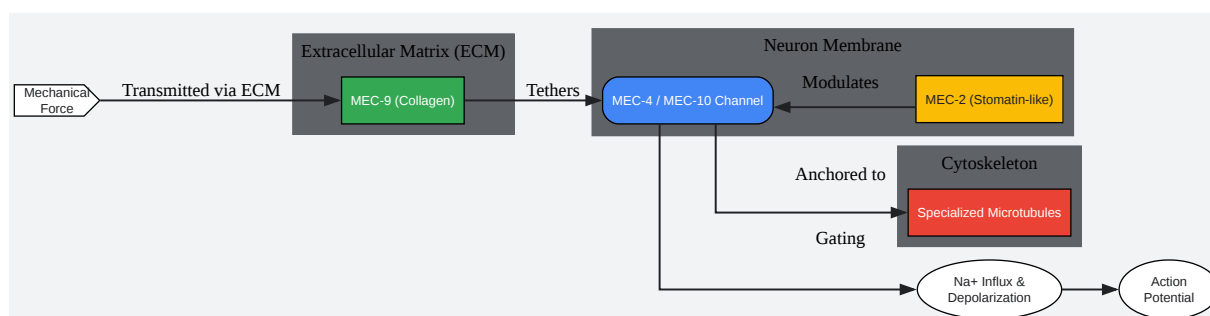 Extracellular Matrix (ECM)
Neuron Membrane
Mechanical
Force
Transmitted via ECM
MEC-9 (Collagen)
Tethers
MEC-4 / MEC-10 Channel
Modulates
MEC-2 (Stomatin-like)
Cytoskeleton
Anchored to
Specialized Microtubules
Gating
Na+ Influx &
Depolarization
Action
Potential